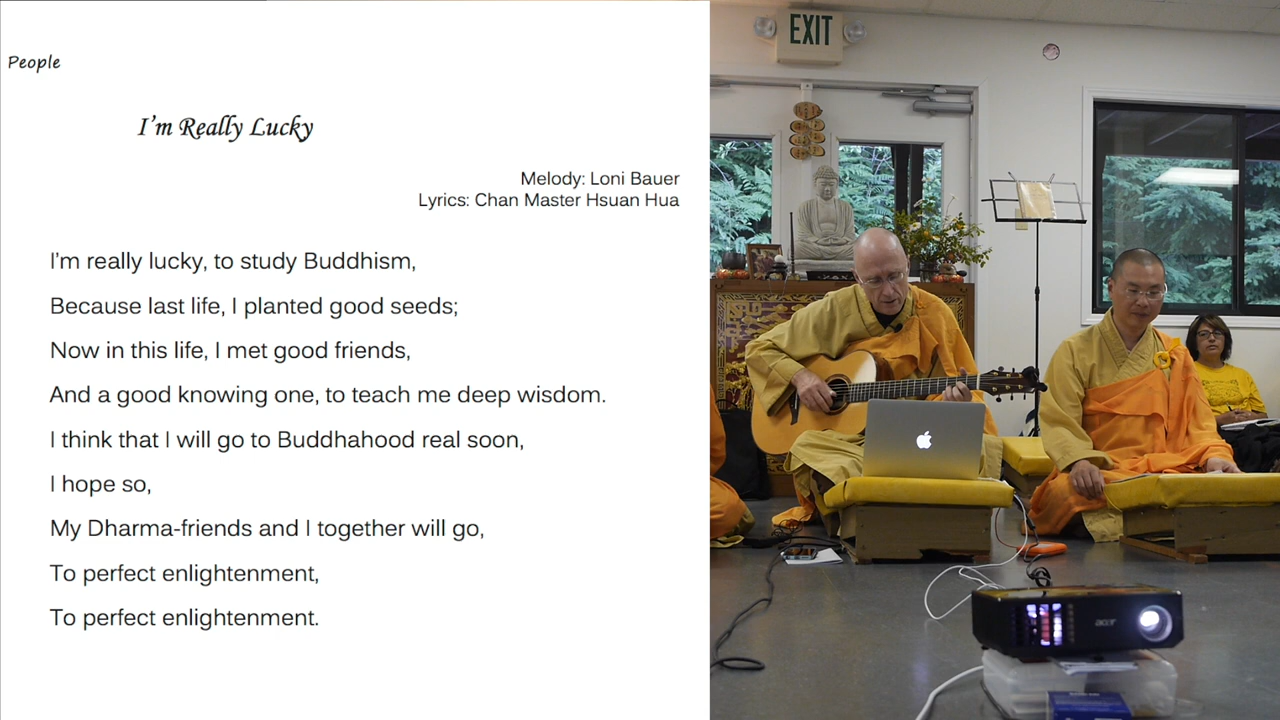 People
I'm Really Lucky
Melody: Loni Bauer
Lyrics: Chan Master Hsuan Hua
I'm really lucky, to study Buddhism,
Because last life, I planted good seeds;
Now in this life, I met good friends,
And a good knowing one, to teach me deep wisdom.
I think that I will go to Buddhahood real soon,
I hope so,
My Dharma-friends and I together will go,
To perfect enlightenment,
To perfect enlightenment.
EXIT
acer